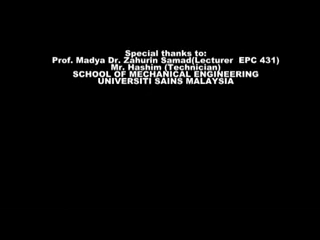 Special thanks to:
Prof. Madya Dr. Zahurin Samad(Lecturer EPC 431)
Mr. Hashim (Technician)
SCHOOL OF MECHANICAL ENGINEERING
UNIVERSITI SAINS MALAYSIA